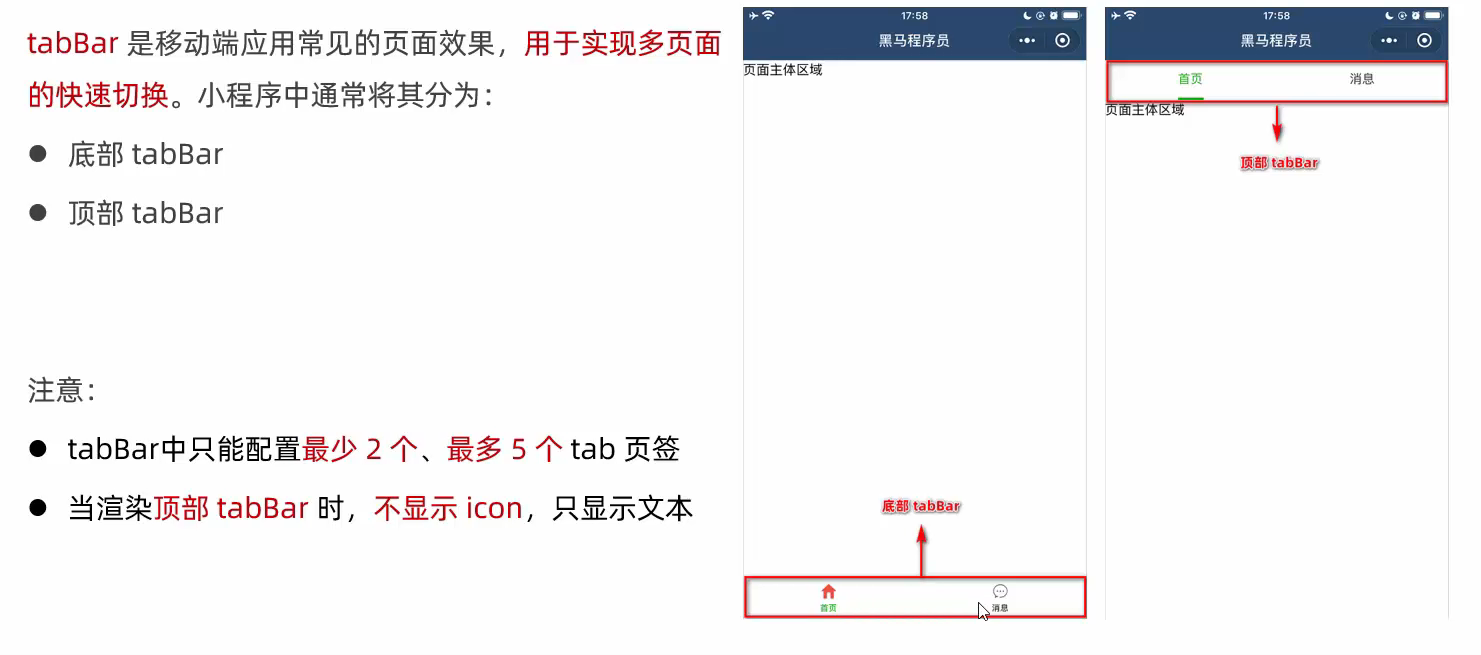 tabBar 是移动端应用常见的页面效果，用于实现多页面
的快速切换。小程序中通常将其分为：
● 底部 tabBar
● 顶部 tabBar
注意：
● tabBar中只能配置最少 2 个、最多 5 个 tab 页签
● 当渲染顶部 tabBar 时，不显示 icon，只显示文本
17:58
黑马程序员
页面主体区域
底部 tabBar
首页
消息
17:58
黑马程序员
首页
消息
页面主体区域
顶部 tabBar